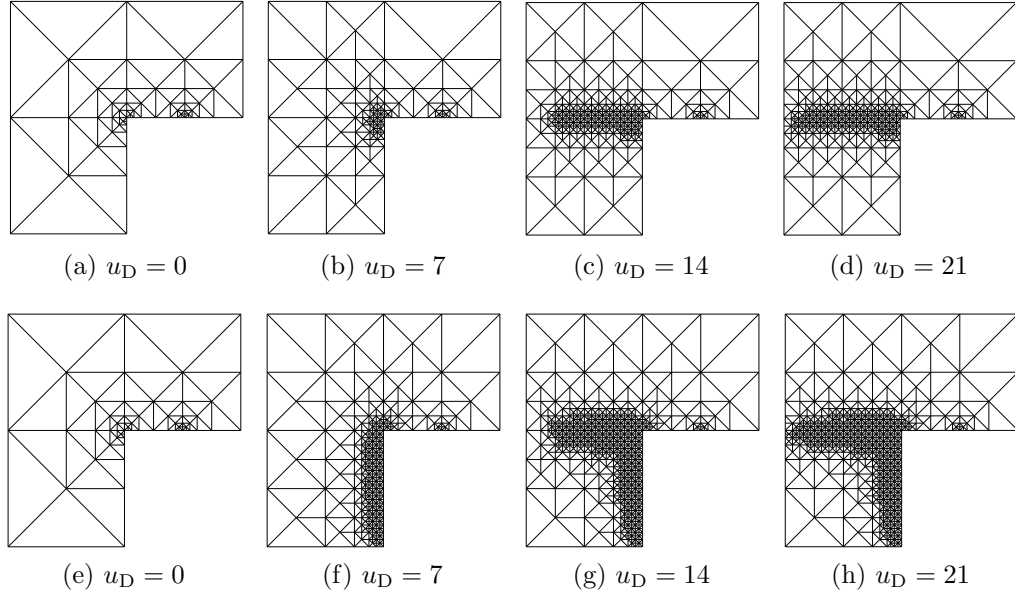 (a) u_D = 0
(b) u_D = 7
(c) u_D = 14
(d) u_D = 21
(e) u_D = 0
(f) u_D = 7
(g) u_D = 14
(h) u_D = 21